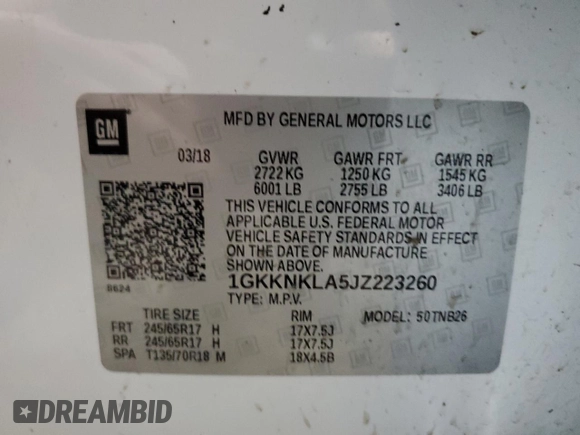 GM
MFD BY GENERAL MOTORS LLC
03/18 GVWR GAWR FRT GAWR RR
2722 KG 1250 KG 1545 KG
6001 LB 2755 LB 3406 LB
THIS VEHICLE CONFORMS TO ALL
APPLICABLE U.S. FEDERAL MOTOR
VEHICLE SAFETY STANDARDS IN EFFECT
ON THE DATE OF MANUFACTURE
SHOWN ABOVE.
8624
1GKKNKLA5JZ223260
TYPE: M.P.V.
TIRE SIZE RIM MODEL: 50TNB26
FRT 245/65R17 H 17X7.5J
RR 245/65R17 H 17X7.5J
SPA T135/70R18 M 18X4.5B
DREAMBID